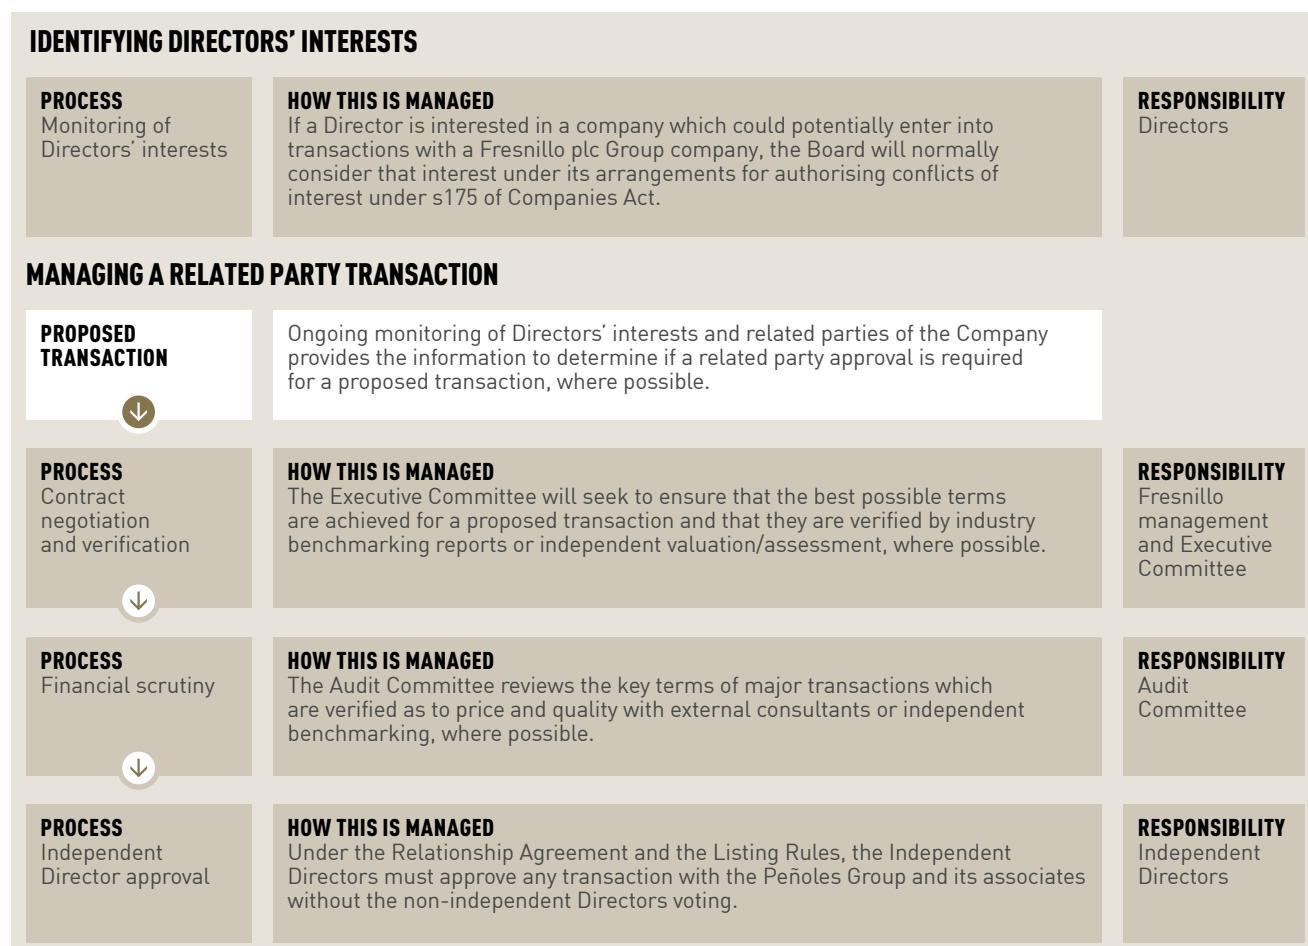 IDENTIFYING DIRECTORS’ INTERESTS
PROCESS
Monitoring of
Directors’ interests
HOW THIS IS MANAGED
If a Director is interested in a company which could potentially enter into
transactions with a Fresnillo plc Group company, the Board will normally
consider that interest under its arrangements for authorising conflicts of
interest under s175 of Companies Act.
RESPONSIBILITY
Directors
MANAGING A RELATED PARTY TRANSACTION
PROPOSED
TRANSACTION
Ongoing monitoring of Directors’ interests and related parties of the Company
provides the information to determine if a related party approval is required
for a proposed transaction, where possible.
PROCESS
Contract
negotiation
and verification
HOW THIS IS MANAGED
The Executive Committee will seek to ensure that the best possible terms
are achieved for a proposed transaction and that they are verified by industry
benchmarking reports or independent valuation/assessment, where possible.
RESPONSIBILITY
Fresnillo
management
and Executive
Committee
PROCESS
Financial scrutiny
HOW THIS IS MANAGED
The Audit Committee reviews the key terms of major transactions which
are verified as to price and quality with external consultants or independent
benchmarking, where possible.
RESPONSIBILITY
Audit
Committee
PROCESS
Independent
Director approval
HOW THIS IS MANAGED
Under the Relationship Agreement and the Listing Rules, the Independent
Directors must approve any transaction with the Peñoles Group and its associates
without the non-independent Directors voting.
RESPONSIBILITY
Independent
Directors